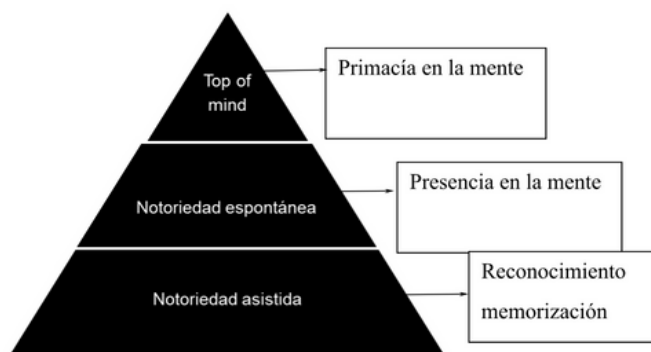 Top of
mind
Primacía en la mente
Notoriedad espontánea
Presencia en la mente
Notoriedad asistida
Reconocimiento
memorización